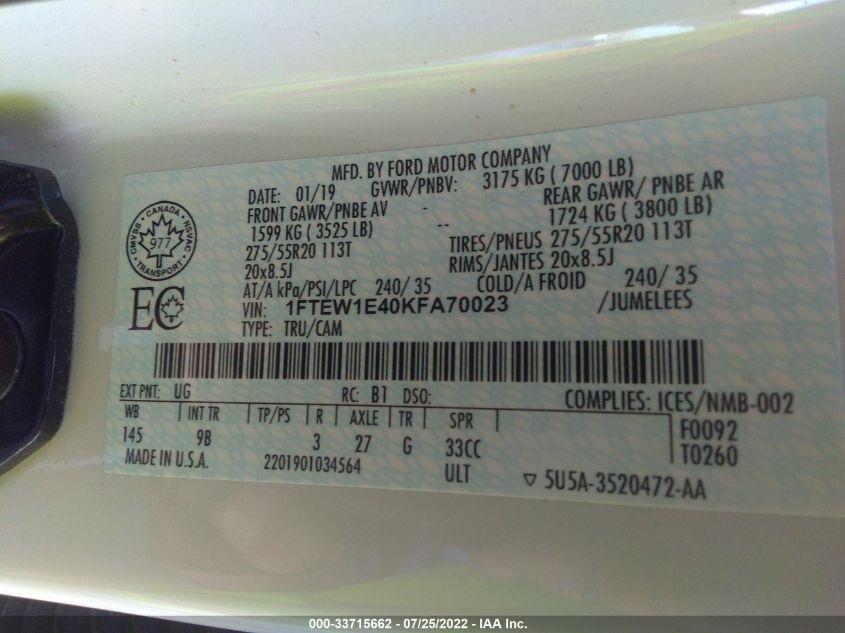 MFD. BY FORD MOTOR COMPANY
DATE: 01/19 GVWR/PNBV: 3175 KG ( 7000 LB)
FRONT GAWR/PNBE AV - REAR GAWR/ PNBE AR
1599 KG ( 3525 LB) -- 1724 KG ( 3800 LB)
275/55R20 113T TIRES/PNEUS 275/55R20 113T
20x8.5J RIMS/JANTES 20x8.5J
AT/A kPa/PSI/LPC 240/ 35 COLD/A FROID 240/ 35
VIN: 1FTEW1E40KFA70023 /JUMELEES
TYPE: TRU/CAM
CANADA
CMVSS NSVAC
977
TRANSPORT
EC
EXT PNT: UG RC: B1 DSO: COMPLIES: ICES/NMB-002
WB INT TR TP/PS R AXLE TR SPR F0092
145 9B 3 27 G 33CC T0260
MADE IN U.S.A. 2201901034564 ULT ▽ 5U5A-3520472-AA
000-33715662 - 07/25/2022 - IAA Inc.